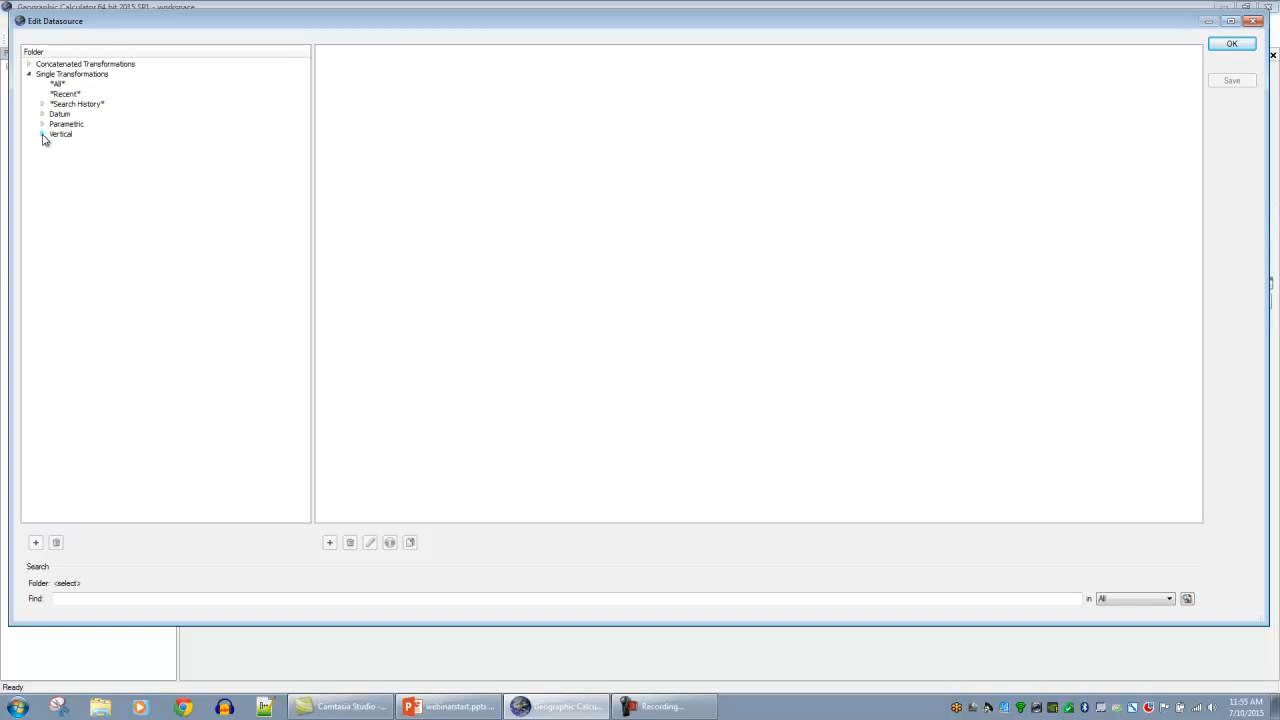 Geographic Calculator 64 bit 2015 SP1 - workspace
Edit Datasource
OK
Save
Folder
Concatenated Transformations
Single Transformations
*All*
*Recent*
*Search History*
Datum
Parametric
Vertical
Search
Folder: <select>
Find:
in
All
Ready
Camtasia Studio -...
webinarstart.pptx ...
Geographic Calcu...
Recording...
11:55 AM
7/10/2015